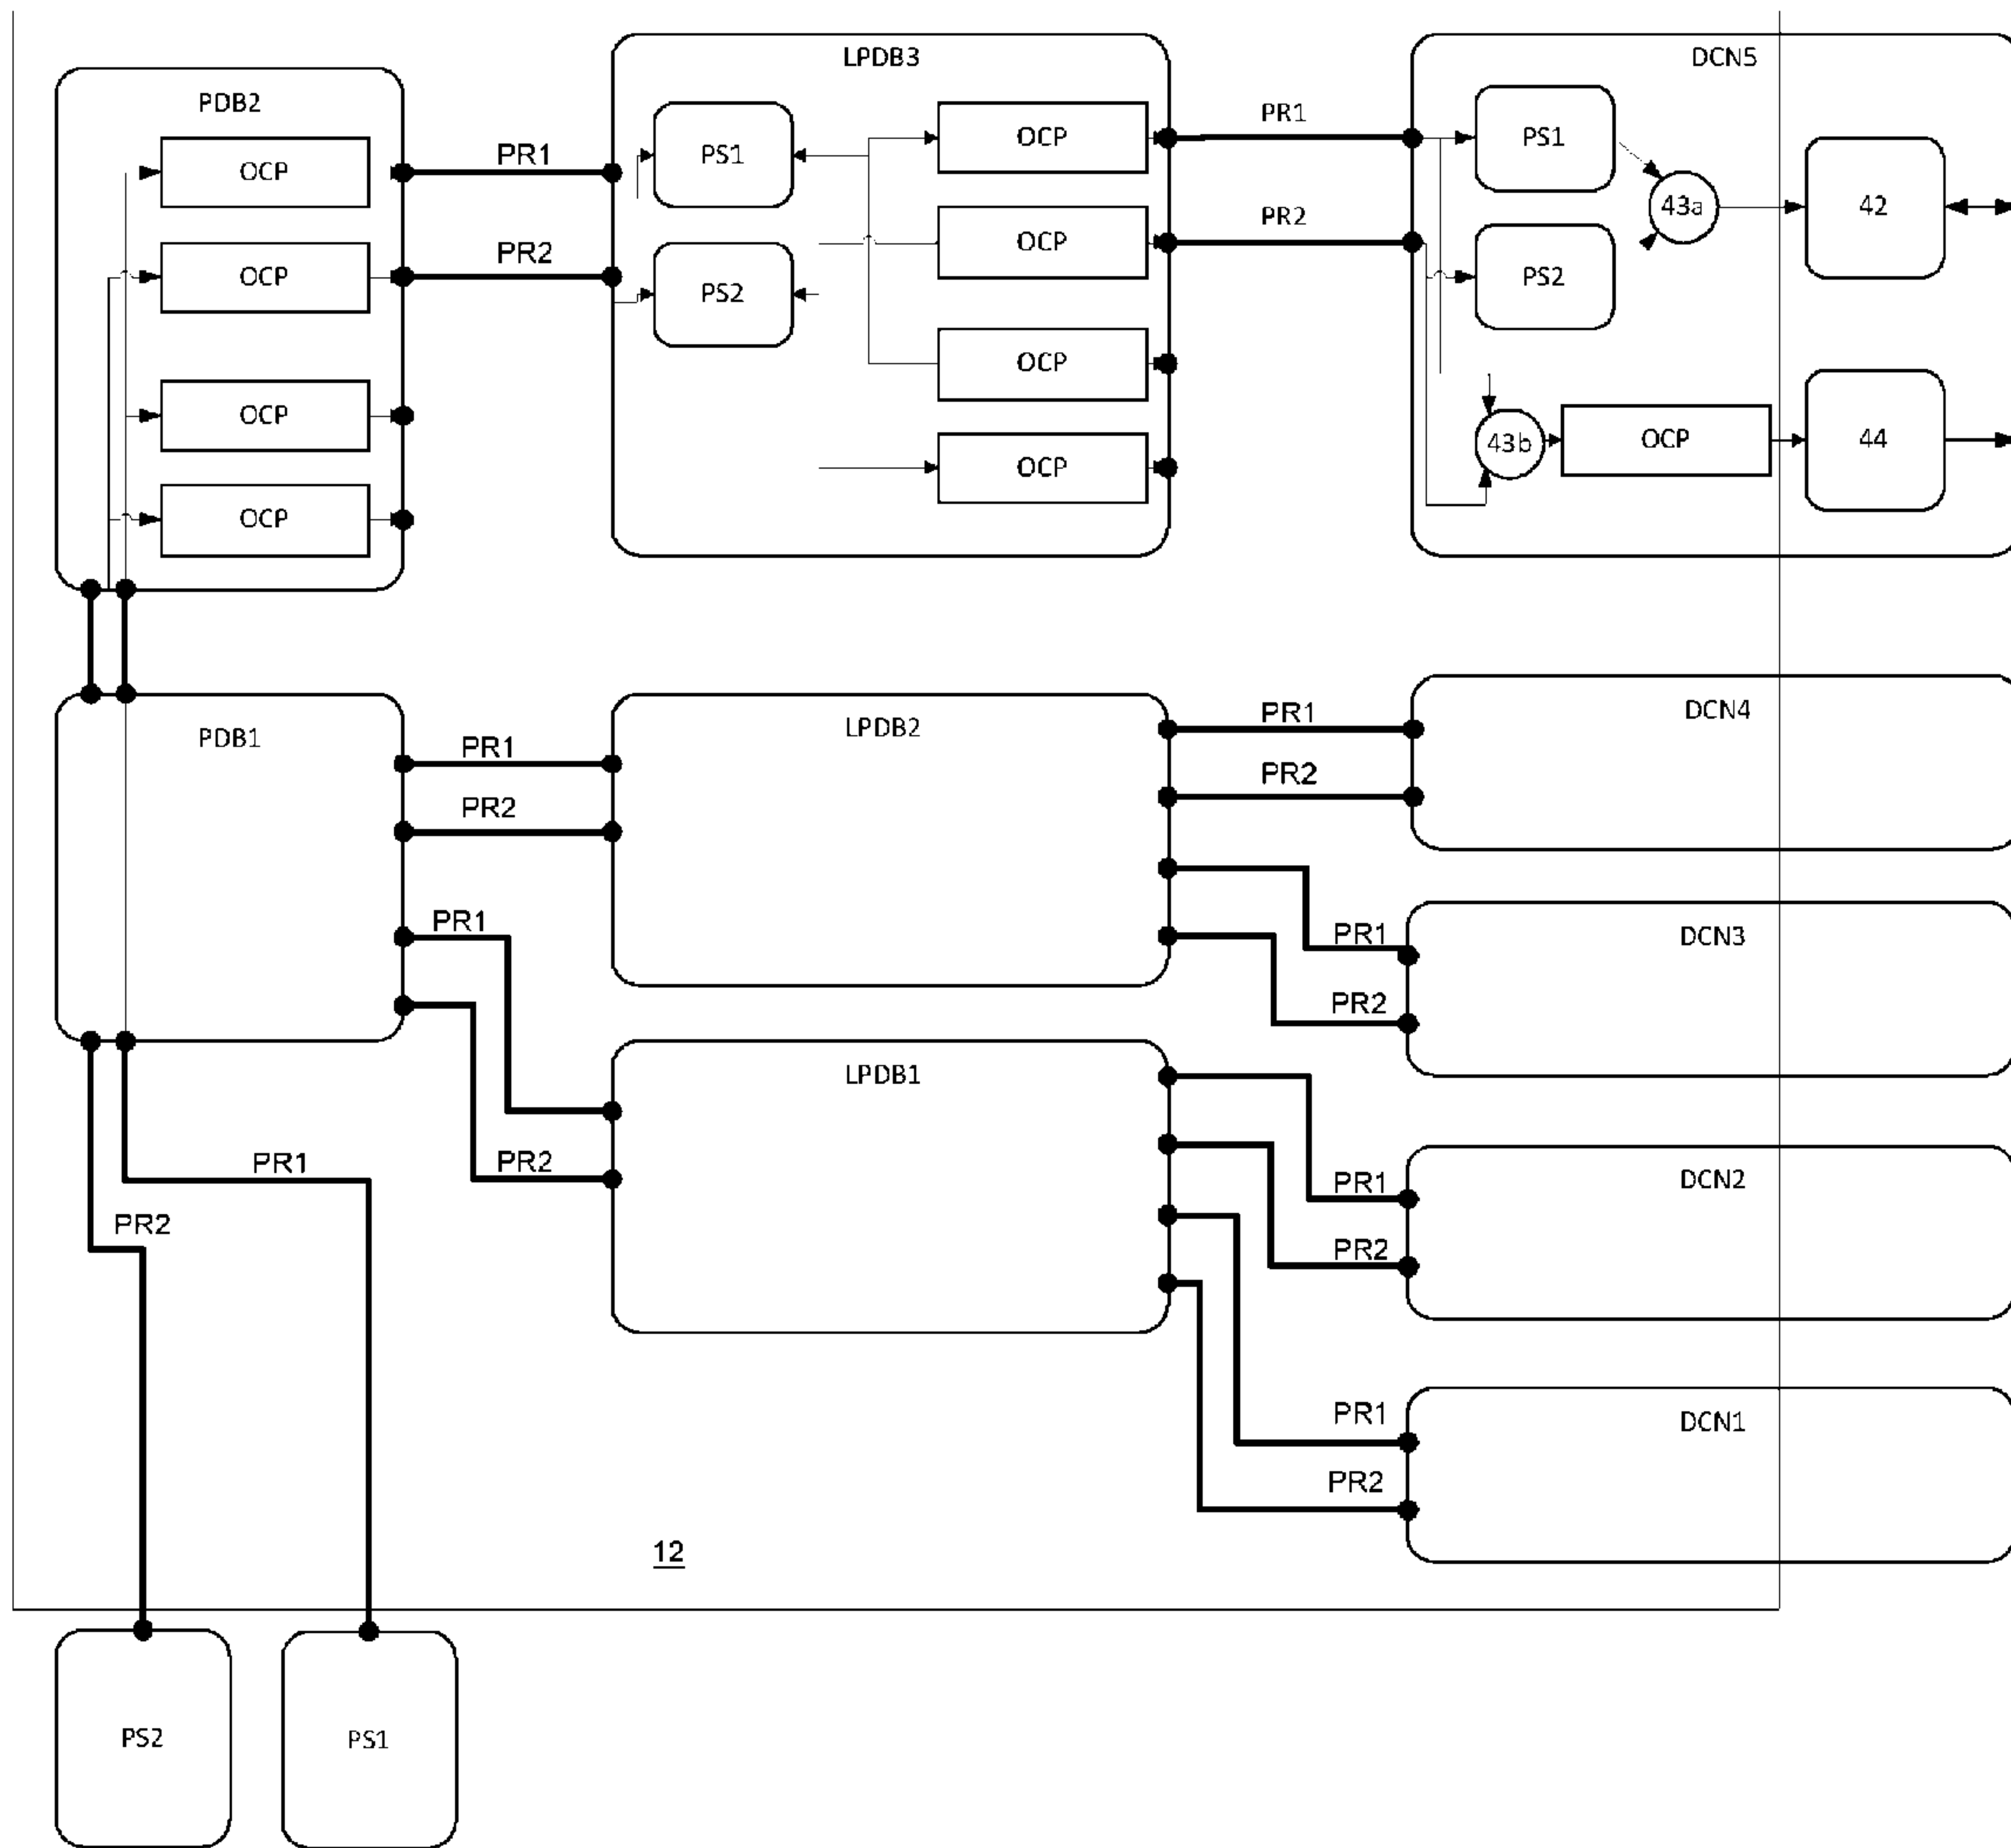 PDB2
OCP
OCP
OCP
OCP
PR1
PR2
LPDB3
PS1
PS2
OCP
OCP
OCP
OCP
PR1
PR2
DCN5
PS1
PS2
43a
42
43b
OCP
44
PDB1
PR1
PR2
PR1
PR2
LPDB2
LPDB1
PR1
PR2
DCN4
PR1
PR2
DCN3
PR1
PR2
DCN2
PR1
PR2
DCN1
PR1
PR2
12
PS2
PS1